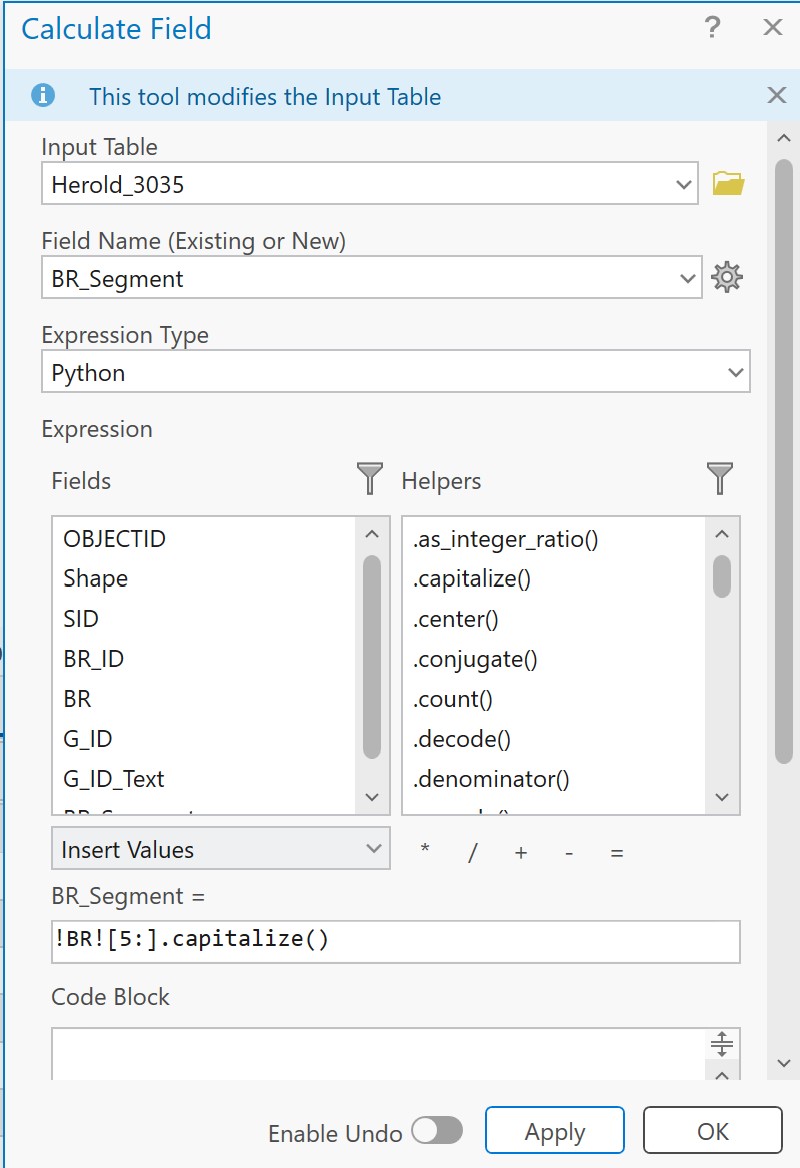 Calculate Field ?
This tool modifies the Input Table
Input Table
Herold_3035
Field Name (Existing or New)
BR_Segment
Expression Type
Python
Expression
Fields
Helpers
OBJECTID
Shape
SID
BR_ID
BR
G_ID
G_ID_Text
.as_integer_ratio()
.capitalize()
.center()
.conjugate()
.count()
.decode()
.denominator()
Insert Values
* / + - =
BR_Segment =
!BR![5:].capitalize()
Code Block
Enable Undo
Apply
OK